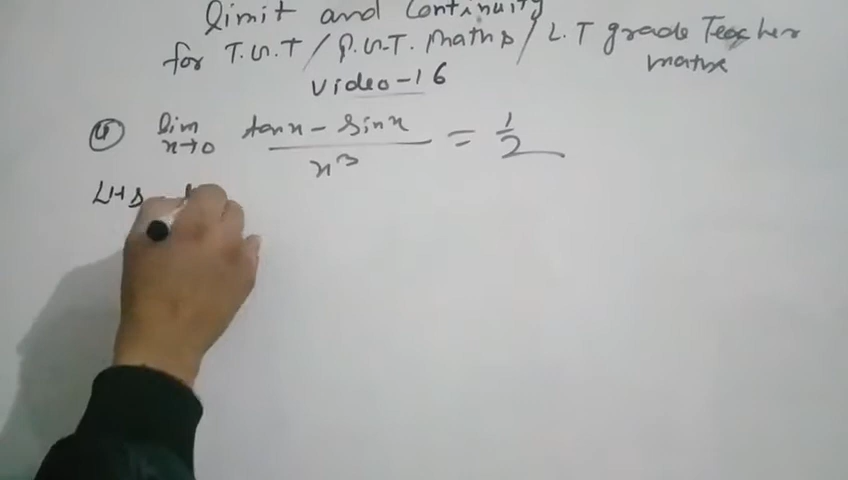 limit and Continuity
for T.G.T / P.G.T. Maths / L.T grade Teacher
maths
Video-16
④ lim x→0 tanx - sinx / x³ = 1/2
LHS